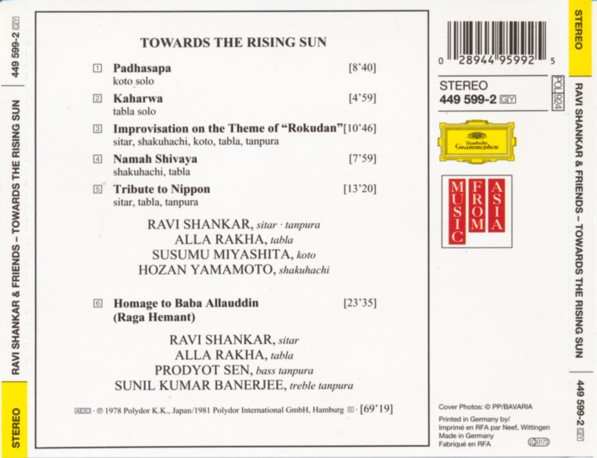 STEREO
449 599-2 GY
RAVI SHANKAR & FRIENDS – TOWARDS THE RISING SUN
TOWARDS THE RISING SUN
1 Padhasapa [8'40]
koto solo
2 Kaharwa [4'59]
tabla solo
3 Improvisation on the Theme of “Rokudan” [10'46]
sitar, shakuhachi, koto, tabla, tanpura
4 Namah Shivaya [7'59]
shakuhachi, tabla
5 Tribute to Nippon [13'20]
sitar, tabla, tanpura
RAVI SHANKAR, sitar · tanpura
ALLA RAKHA, tabla
SUSUMU MIYASHITA, koto
HOZAN YAMAMOTO, shakuhachi
6 Homage to Baba Allauddin [23'35]
(Raga Hemant)
RAVI SHANKAR, sitar
ALLA RAKHA, tabla
PRODYOT SEN, bass tanpura
SUNIL KUMAR BANERJEE, treble tanpura
ADD · ℗ 1978 Polydor K.K., Japan/1981 Polydor International GmbH, Hamburg · [69'19]
0 28944 95992 5
STEREO
449 599-2 GY
POL 924
Deutsche
Grammophon
MUSIC
FROM
ASIA
Cover Photos: © PP/BAVARIA
Printed in Germany by/
Imprimé en RFA par Neef, Wittingen
Made in Germany
Fabriqué en RFA
STEREO
RAVI SHANKAR & FRIENDS – TOWARDS THE RISING SUN
449 599-2 GY